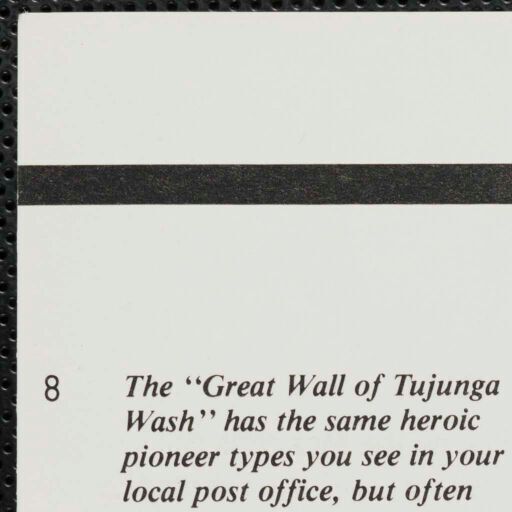 8
The “Great Wall of Tujunga
Wash” has the same heroic
pioneer types you see in your
local post office, but often